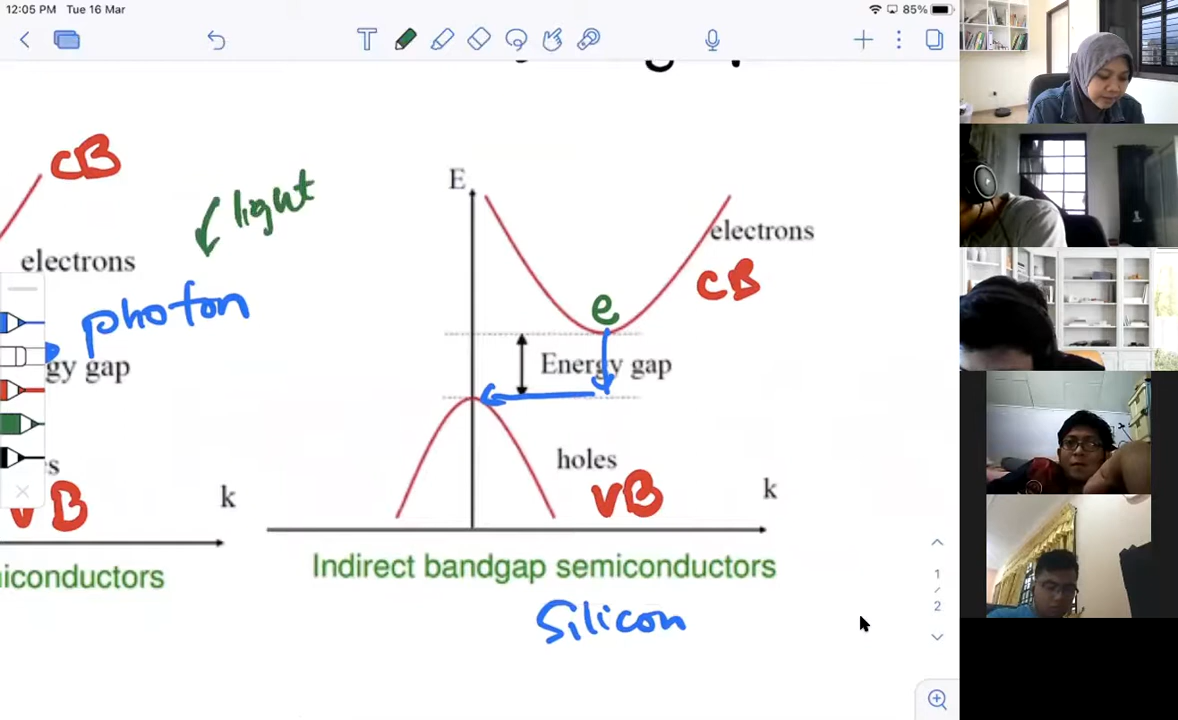 12:05 PM Tue 16 Mar
85%
CB
light
electrons
photon
gy gap
s
VB
k
iconductors
E
electrons
CB
e
Energy gap
holes
VB
k
Indirect bandgap semiconductors
Silicon
1
/
2